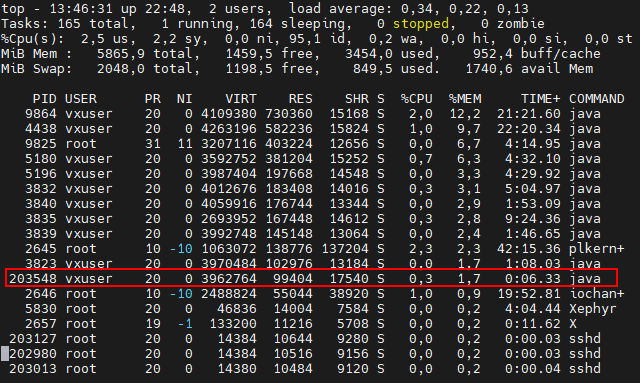 top - 13:46:31 up 22:48,  2 users,  load average: 0,34, 0,22, 0,13
Tasks: 165 total,   1 running, 164 sleeping,   0 stopped,   0 zombie
%Cpu(s):  2,5 us,  2,2 sy,  0,0 ni, 95,1 id,  0,2 wa,  0,0 hi,  0,0 si,  0,0 st
MiB Mem :   5865,9 total,   1459,5 free,   3454,0 used,    952,4 buff/cache
MiB Swap:   2048,0 total,   1198,5 free,    849,5 used.   1740,6 avail Mem
PID USER      PR  NI    VIRT    RES    SHR S  %CPU  %MEM     TIME+ COMMAND
9864 vxuser    20   0 4109380 730360  15168 S   2,0  12,2  21:21.60 java
4438 vxuser    20   0 4263196 582236  15824 S   1,0   9,7  22:20.34 java
9825 root      31  11 3207116 403224  12656 S   0,0   6,7   4:14.95 java
5180 vxuser    20   0 3592752 381204  15252 S   0,7   6,3   4:32.10 java
5196 vxuser    20   0 3987404 197668  14548 S   0,0   3,3   4:29.92 java
3832 vxuser    20   0 4012676 183408  14016 S   0,3   3,1   5:04.97 java
3840 vxuser    20   0 4059916 176744  13344 S   0,0   2,9   1:53.09 java
3835 vxuser    20   0 2693952 167448  14612 S   0,3   2,8   9:24.36 java
3839 vxuser    20   0 3992748 145148  13064 S   0,0   2,4   1:46.65 java
2645 root      10 -10 1063072 138776 137204 S   2,3   2,3  42:15.36 plkern+
3823 vxuser    20   0 3970484 102976  13184 S   0,0   1,7   1:08.03 java
203548 vxuser    20   0 3962764  99404  17540 S   0,3   1,7   0:06.33 java
2646 root      10 -10 2488824  55044  38920 S   1,0   0,9  19:52.81 iochan+
5830 root      20   0   46836  14004   7584 S   0,0   0,2   4:04.44 Xephyr
2657 root      19  -1  133200  11216   5708 S   0,0   0,2   0:11.62 X
203127 root      20   0   14384  10644   9280 S   0,0   0,2   0:00.03 sshd
202980 root      20   0   14384  10516   9156 S   0,0   0,2   0:00.03 sshd
203013 root      20   0   14380  10484   9120 S   0,0   0,2   0:00.04 sshd